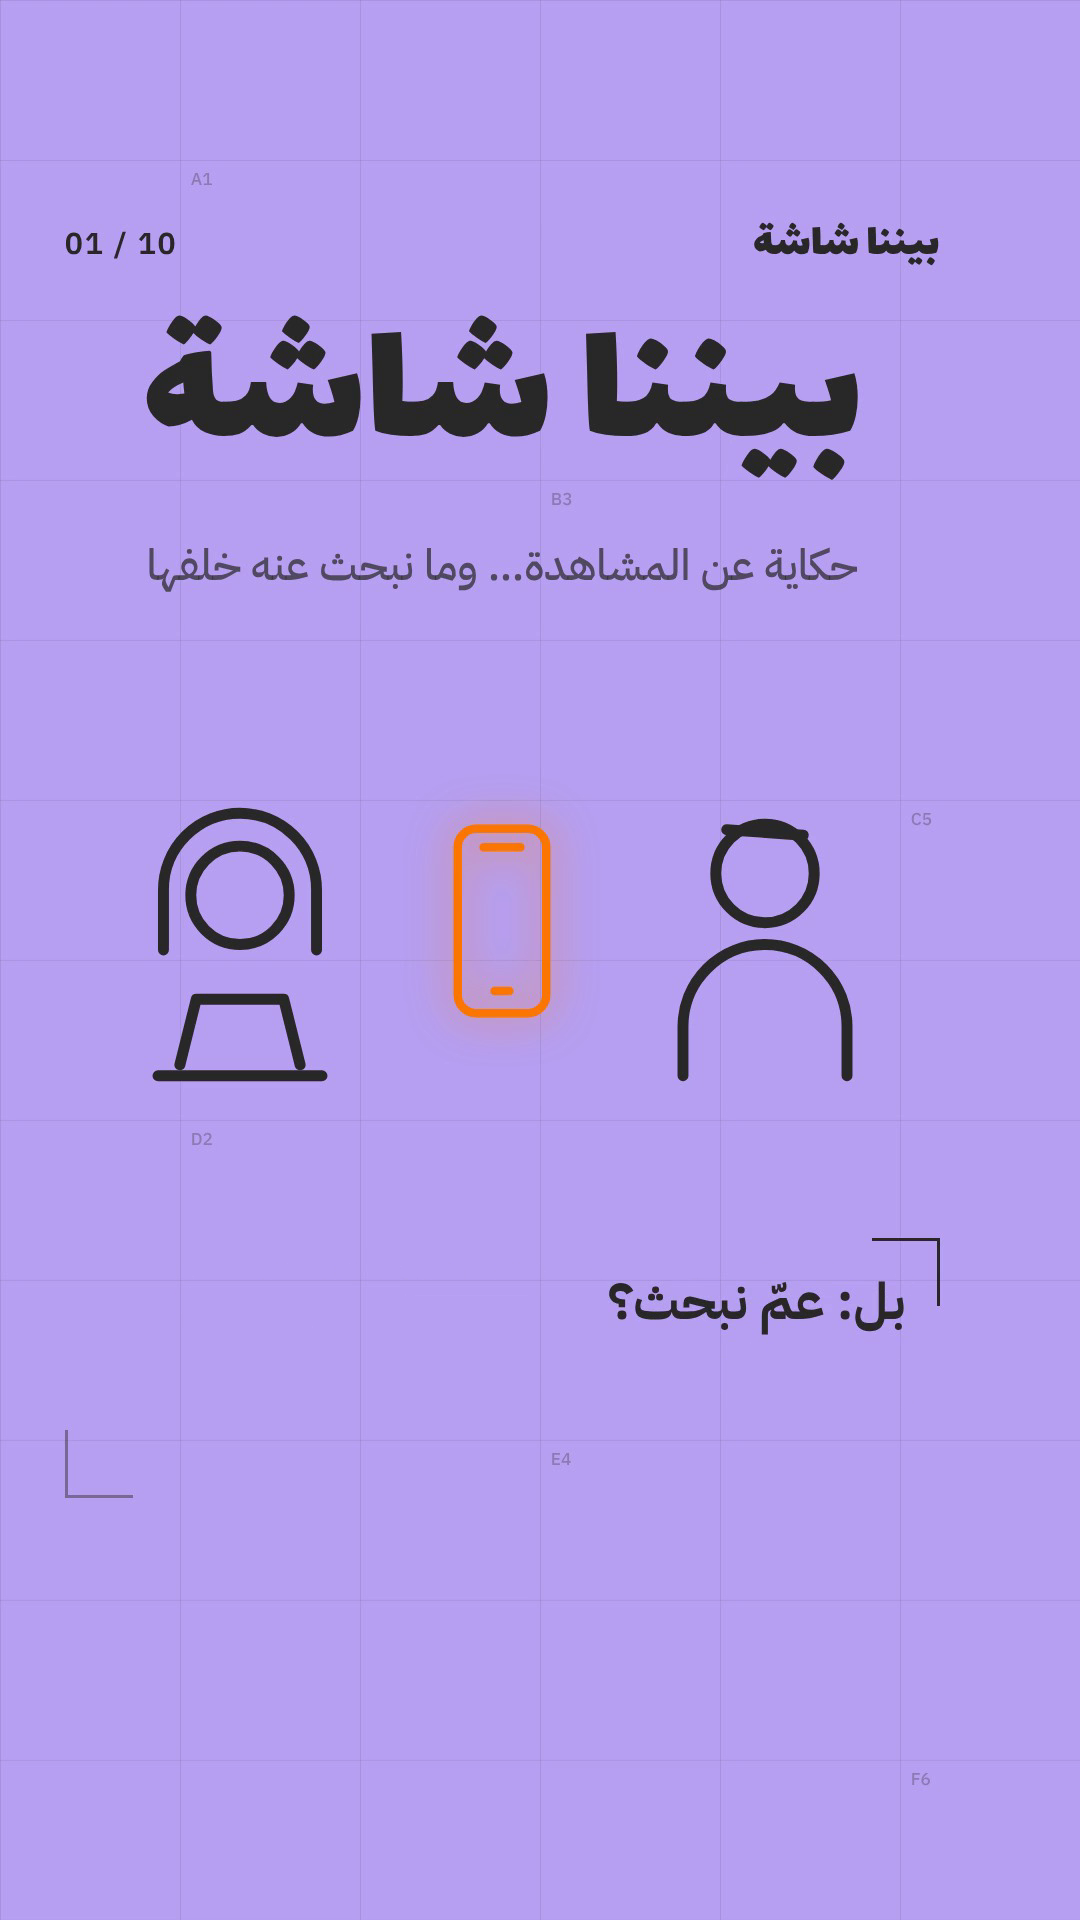 A1
بيننا شاشة
01 / 10
بيننا شاشة
B3
حكاية عن المشاهدة... وما نبحث عنه خلفها
C5
D2
بل: عمّ نبحث؟
E4
F6